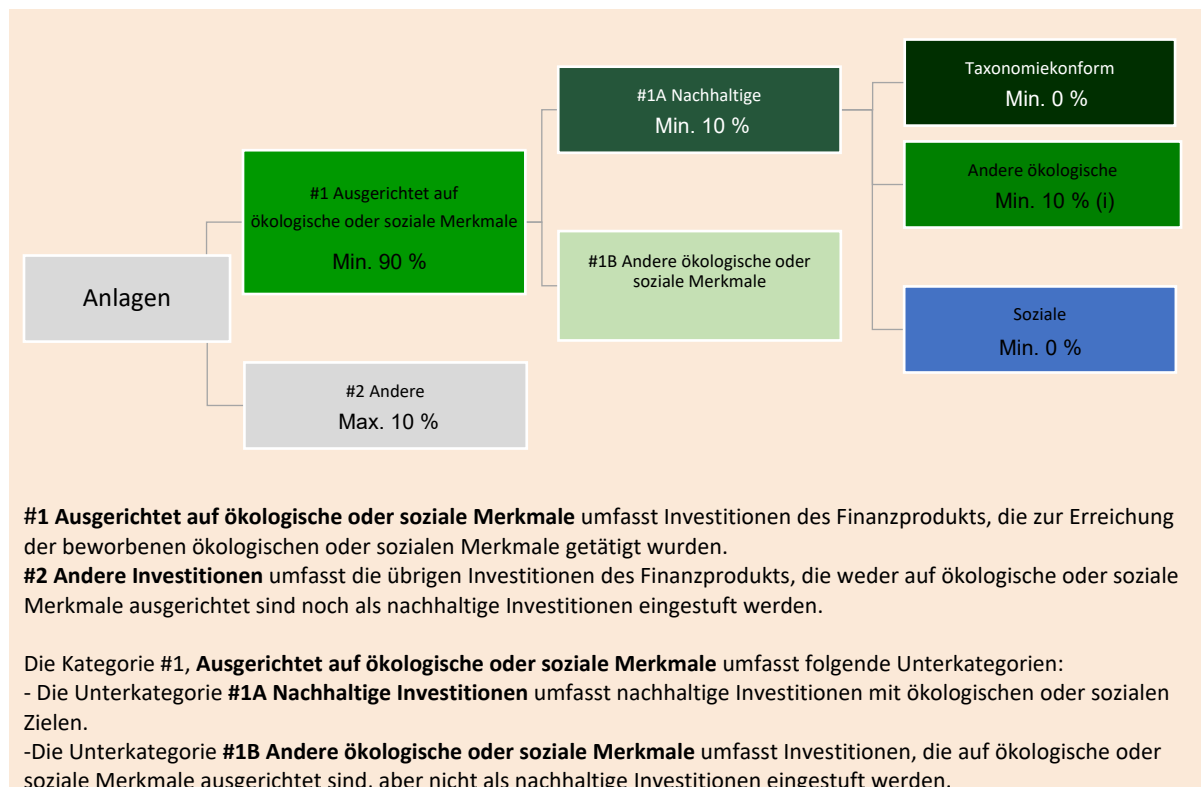 Anlagen
#1 Ausgerichtet auf
ökologische oder soziale Merkmale
Min. 90 %
#2 Andere
Max. 10 %
#1A Nachhaltige
Min. 10 %
#1B Andere ökologische oder
soziale Merkmale
Taxonomiekonform
Min. 0 %
Andere ökologische
Min. 10 % (i)
Soziale
Min. 0 %
#1 Ausgerichtet auf ökologische oder soziale Merkmale umfasst Investitionen des Finanzprodukts, die zur Erreichung
der beworbenen ökologischen oder sozialen Merkmale getätigt wurden.
#2 Andere Investitionen umfasst die übrigen Investitionen des Finanzprodukts, die weder auf ökologische oder soziale
Merkmale ausgerichtet sind noch als nachhaltige Investitionen eingestuft werden.
Die Kategorie #1, Ausgerichtet auf ökologische oder soziale Merkmale umfasst folgende Unterkategorien:
- Die Unterkategorie #1A Nachhaltige Investitionen umfasst nachhaltige Investitionen mit ökologischen oder sozialen
Zielen.
-Die Unterkategorie #1B Andere ökologische oder soziale Merkmale umfasst Investitionen, die auf ökologische oder
soziale Merkmale ausgerichtet sind, aber nicht als nachhaltige Investitionen eingestuft werden.